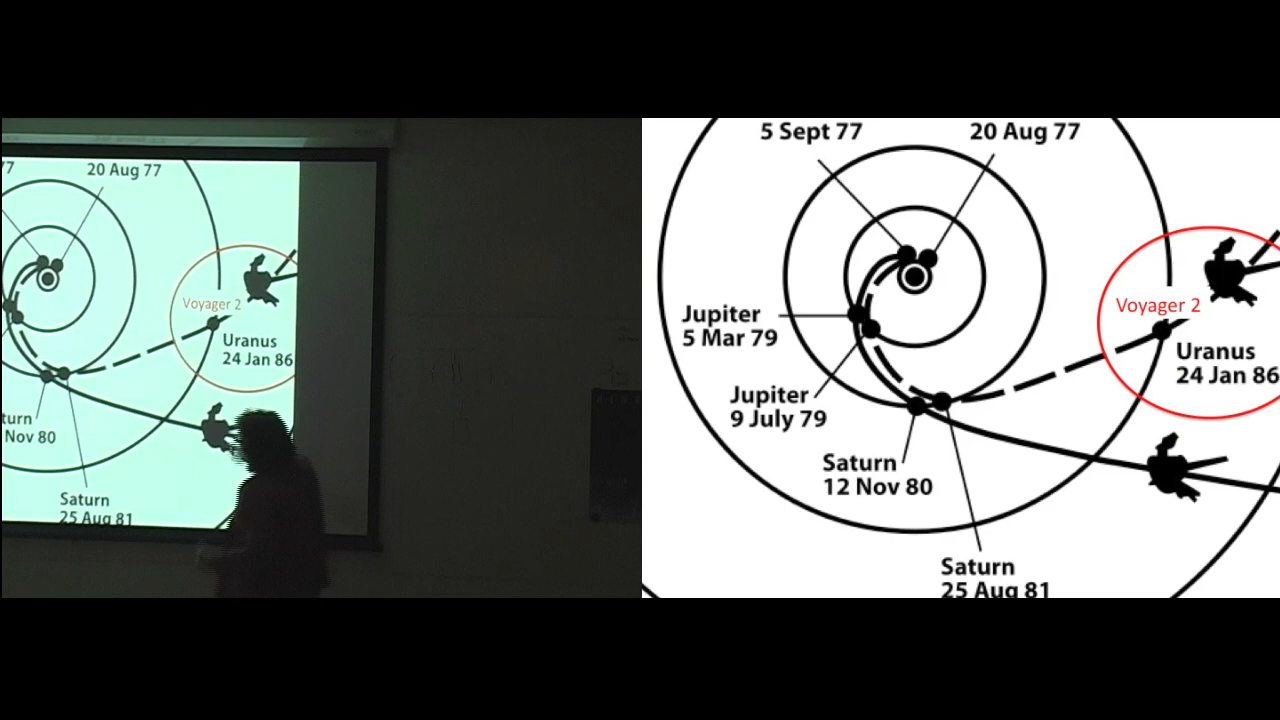 77
20 Aug 77
Voyager 2
Uranus
24 Jan 86
turn
Nov 80
Saturn
25 Aug 81
5 Sept 77
20 Aug 77
Voyager 2
Jupiter
5 Mar 79
Uranus
24 Jan 86
Jupiter
9 July 79
Saturn
12 Nov 80
Saturn
25 Aug 81